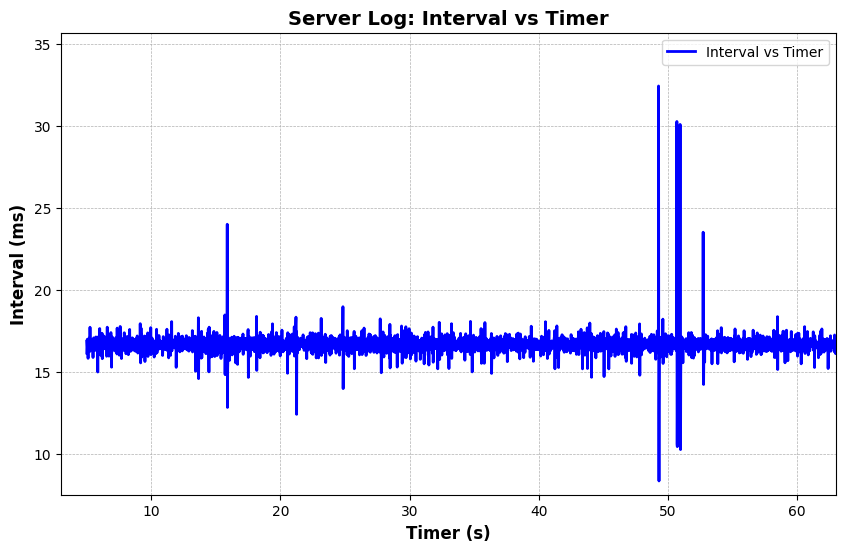 Server Log: Interval vs Timer
Interval vs Timer
35
30
25
20
15
10
Interval (ms)
10 20 30 40 50 60
Timer (s)